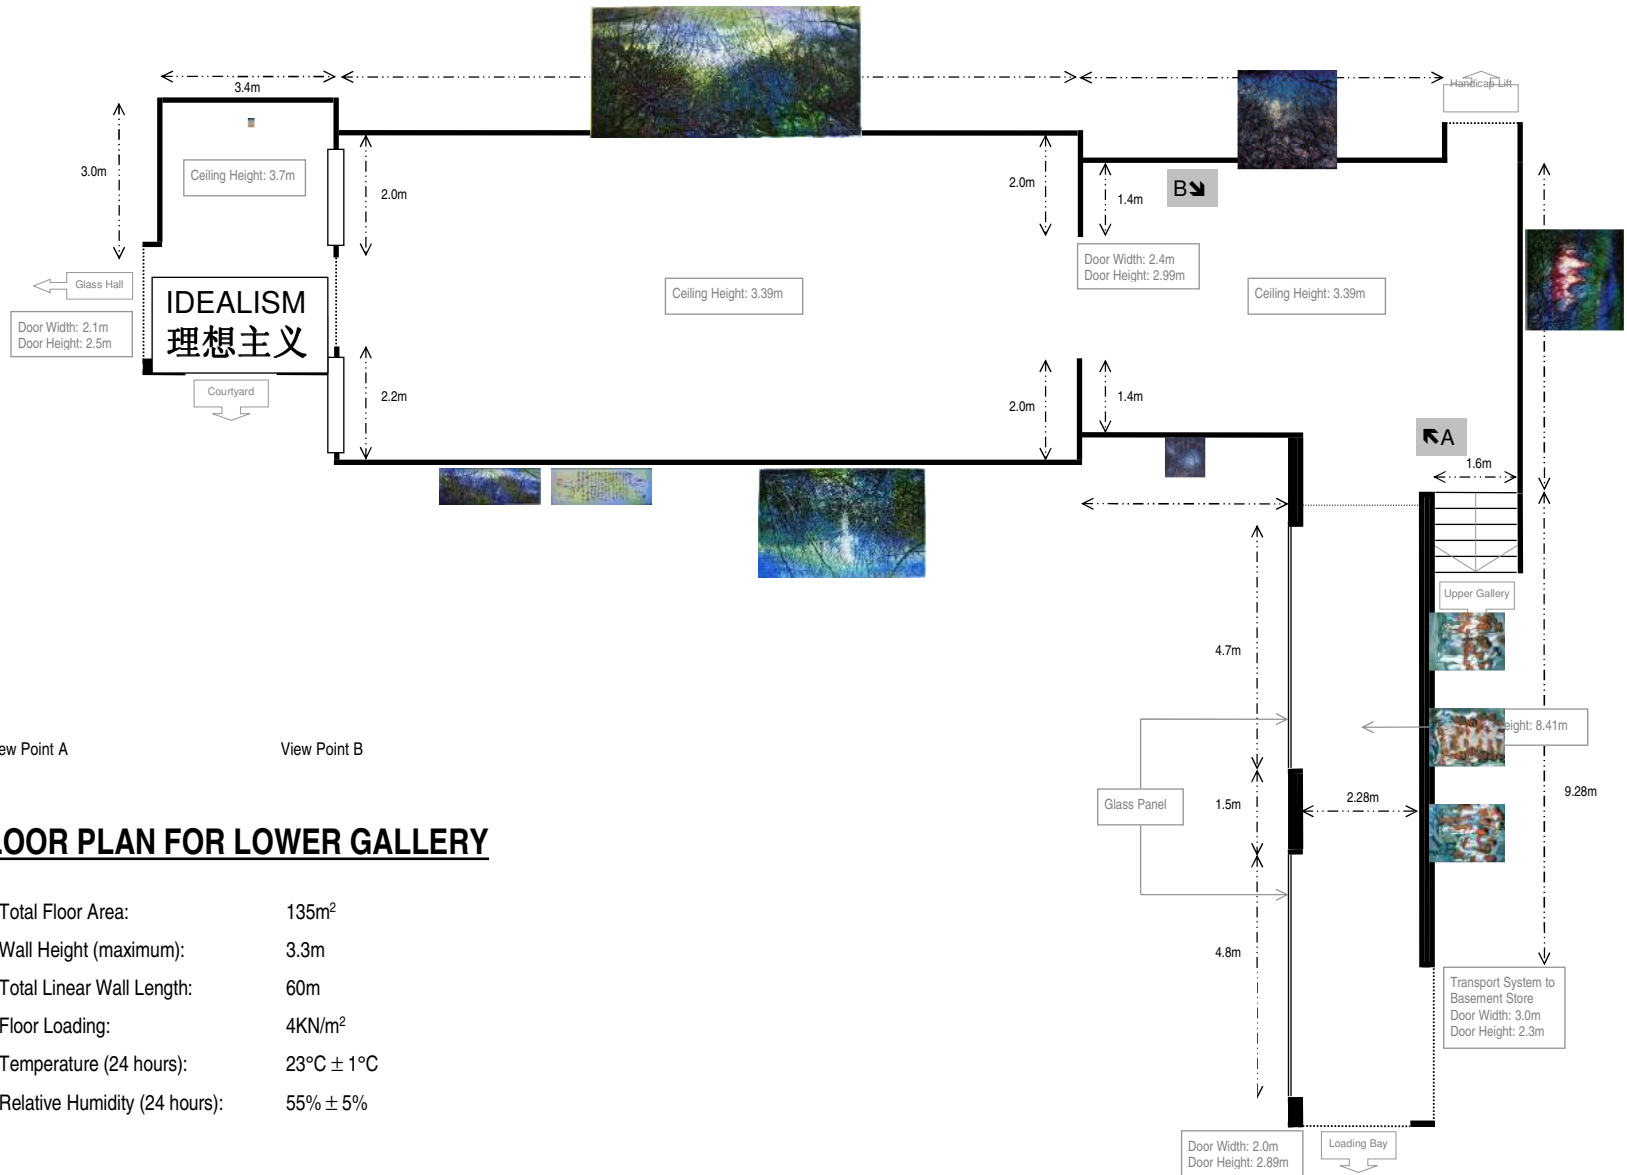 Handicap Lift
3.4m
3.0m
Ceiling Height: 3.7m
2.0m
2.0m
1.4m
B
Door Width: 2.4m
Door Height: 2.99m
Glass Hall
Ceiling Height: 3.39m
Ceiling Height: 3.39m
IDEALISM
理想主义
Door Width: 2.1m
Door Height: 2.5m
Courtyard
2.2m
2.0m
1.4m
A
1.6m
Upper Gallery
4.7m
eight: 8.41m
Glass Panel
1.5m
2.28m
9.28m
4.8m
Transport System to
Basement Store
Door Width: 3.0m
Door Height: 2.3m
Door Width: 2.0m
Door Height: 2.89m
Loading Bay
ew Point A
View Point B
LOOR PLAN FOR LOWER GALLERY
Total Floor Area: 135m²
Wall Height (maximum): 3.3m
Total Linear Wall Length: 60m
Floor Loading: 4KN/m²
Temperature (24 hours): 23°C ± 1°C
Relative Humidity (24 hours): 55% ± 5%